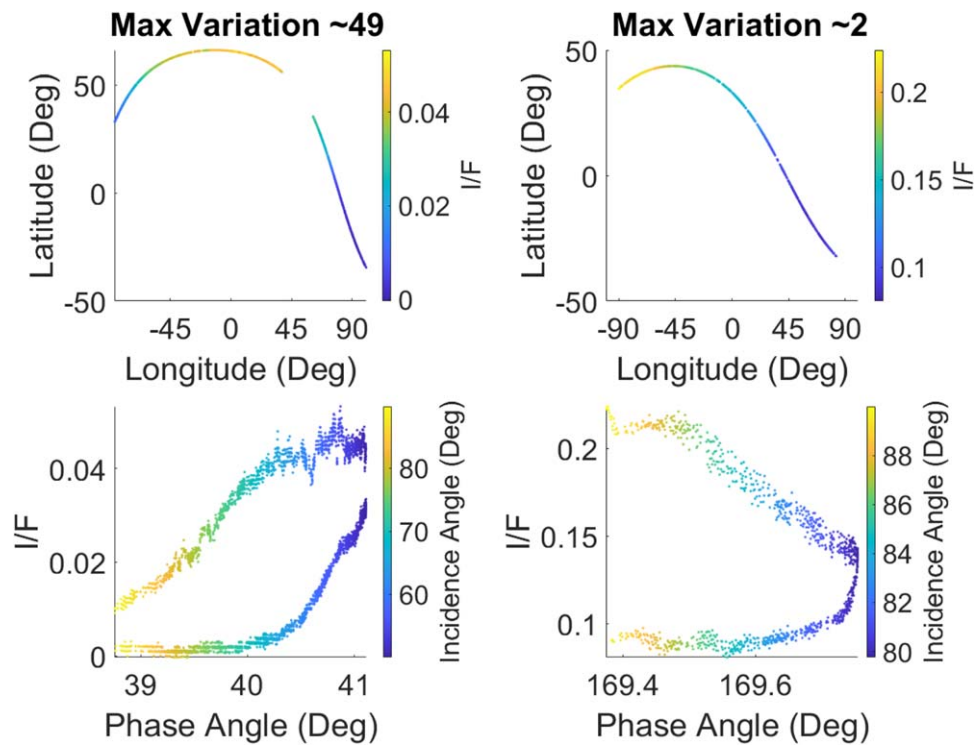 Max Variation ~49
Max Variation ~2
50
0
-50
Latitude (Deg)
-45
0
45
90
Longitude (Deg)
0.04
0.02
0
I/F
50
0
-50
Latitude (Deg)
-90
-45
0
45
90
Longitude (Deg)
0.2
0.15
0.1
I/F
0.04
0.02
0
I/F
39
40
41
Phase Angle (Deg)
80
70
60
Incidence Angle (Deg)
0.2
0.15
0.1
I/F
169.4
169.6
Phase Angle (Deg)
88
86
84
82
80
Incidence Angle (Deg)